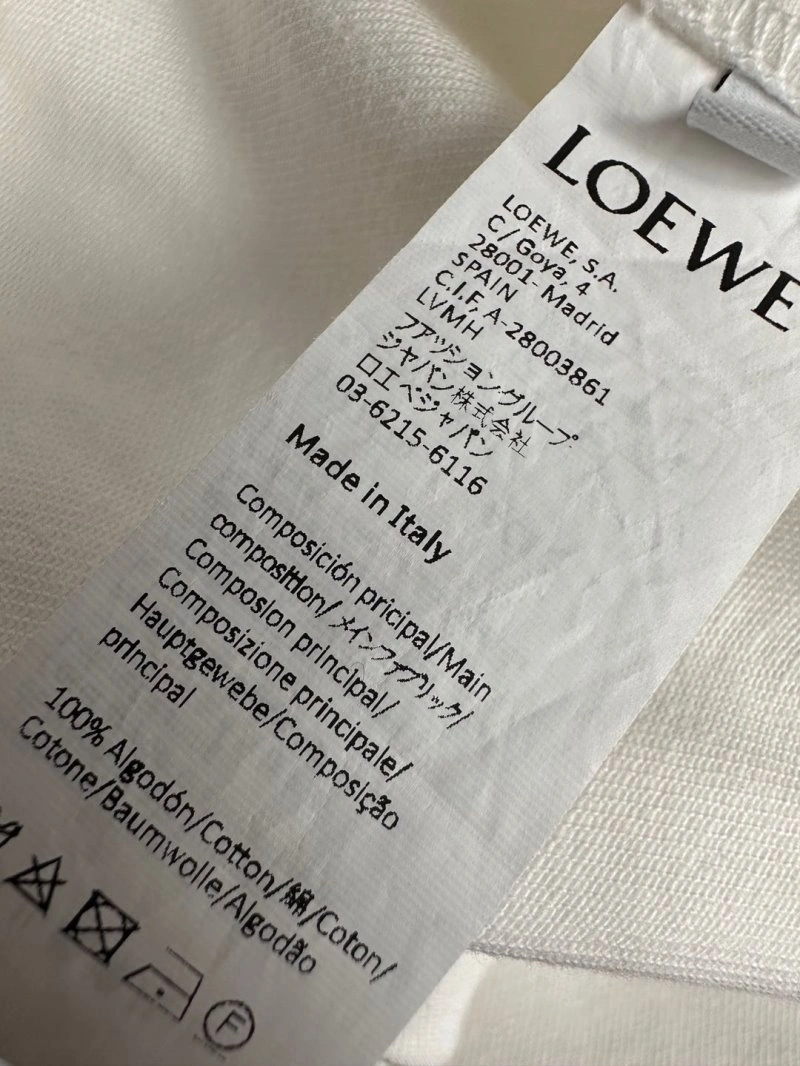 LOEWE
LOEWE, S.A.
C/ Goya, 4
28001- Madrid
SPAIN
C.I.F, A-28003861
LVMH
ファッショングループ
ジャパン株式会社
ロエベジャパン
03-6215-6116
Made in Italy
Composición pricipal/Main
composition/メインファブリック/
Composion principal/
Composizione principale/
Hauptgewebe/Composição
principal
100% Algodón/Cotton/綿/Coton/
Cotone/Baumwolle/Algodão
F